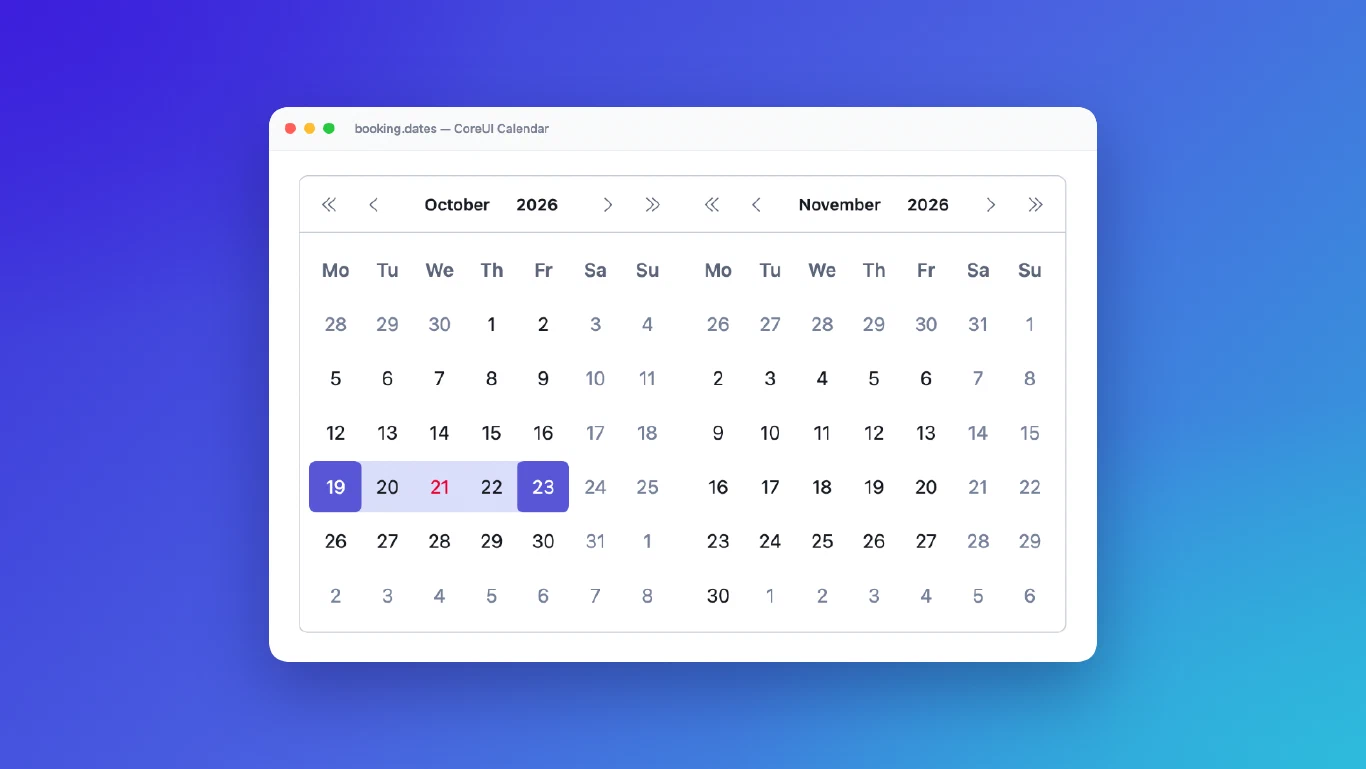 booking.dates — CoreUI Calendar
October 2026
Mo Tu We Th Fr Sa Su
28 29 30 1 2 3 4
5 6 7 8 9 10 11
12 13 14 15 16 17 18
19 20 21 22 23 24 25
26 27 28 29 30 31 1
2 3 4 5 6 7 8
November 2026
Mo Tu We Th Fr Sa Su
26 27 28 29 30 31 1
2 3 4 5 6 7 8
9 10 11 12 13 14 15
16 17 18 19 20 21 22
23 24 25 26 27 28 29
30 1 2 3 4 5 6